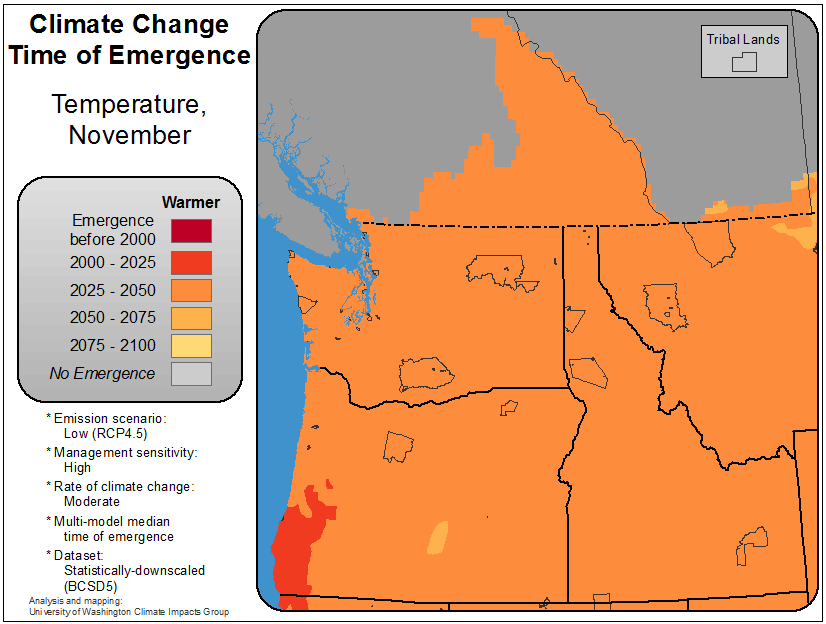 Climate Change
Time of Emergence
Temperature,
November
Warmer
Emergence
before 2000
2000 - 2025
2025 - 2050
2050 - 2075
2075 - 2100
No Emergence
* Emission scenario:
Low (RCP4.5)
* Management sensitivity:
High
* Rate of climate change:
Moderate
* Multi-model median
time of emergence
* Dataset:
Statistically-downscaled
(BCSD5)
Analysis and mapping:
University of Washington Climate Impacts Group
Tribal Lands